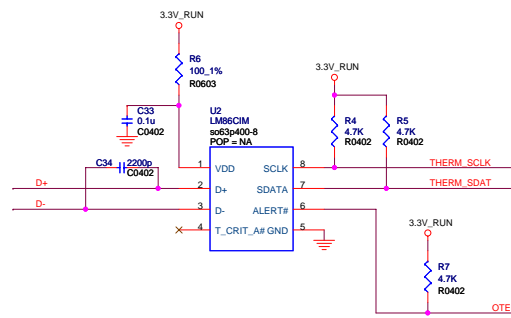 3.3V_RUN
R6
100_1%
R0603
3.3V_RUN
C33
0.1u
C0402
U2
LM86CIM
so63p400-8
POP = NA
R4
4.7K
R0402
R5
4.7K
R0402
C34
2200p
C0402
1
VDD
SCLK
8
THERM_SCLK
D+
2
D+
SDATA
7
THERM_SDAT
D-
3
D-
ALERT#
6
4
T_CRIT_A#
GND
5
3.3V_RUN
R7
4.7K
R0402
OTE